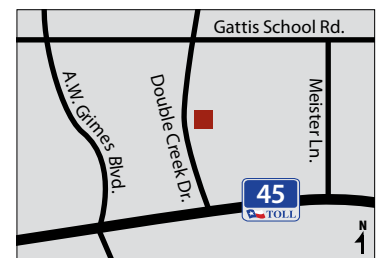 Gattis School Rd.
A.W. Grimes Blvd.
Double Creek Dr.
Meister Ln.
45
TOLL
N